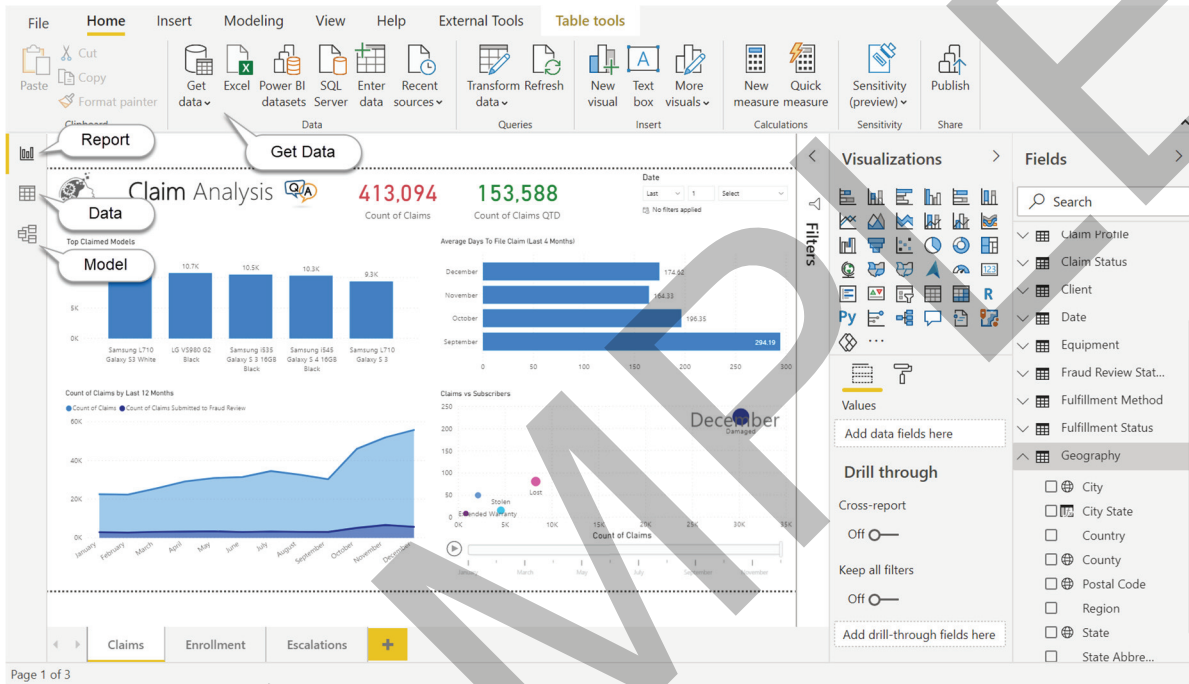 File Home Insert Modeling View Help External Tools Table tools
Paste
Cut
Copy
Format painter
Get data
Excel
Power BI datasets
SQL Server
Enter data
Recent sources
Transform data
Refresh
New visual
Text box
More visuals
New measure
Quick measure
Sensitivity (preview)
Publish
Clipboard Data Queries Insert Calculations Sensitivity Share
Report
Get Data
Data
Model
Claim Analysis Q A
413,094
Count of Claims
153,588
Count of Claims QTD
Date
Last 1 Select
No filters applied
Top Claimed Models
10.7K 10.5K 10.3K 9.3K
5K
0K
Samsung L710 Galaxy S3 White
LG VS980 G2 Black
Samsung i535 Galaxy S 3 16GB Black
Samsung i545 Galaxy S 4 16GB Black
Samsung L710 Galaxy S 3
Average Days To File Claim (Last 4 Months)
December 174.62
November 164.33
October 196.35
September 294.19
0 50 100 150 200 250 300
Count of Claims by Last 12 Months
Count of Claims Count of Claims Submitted to Fraud Review
60K
40K
20K
0K
January February March April May June July August September October November December
Claims vs Subscribers
250
200
150
100
50
0
December
Damaged
Lost
Stolen
Extended Warranty
0K 5K 10K 15K 20K 25K 30K 35K
Count of Claims
January March May July September November
Filters
Visualizations
123
R
Py
Values
Add data fields here
Drill through
Cross-report
Off
Keep all filters
Off
Add drill-through fields here
Fields
Search
Claim Profile
Claim Status
Client
Date
Equipment
Fraud Review Stat...
Fulfillment Method
Fulfillment Status
Geography
City
City State
Country
County
Postal Code
Region
State
State Abbre...
Claims Enrollment Escalations +
Page 1 of 3
MPLE